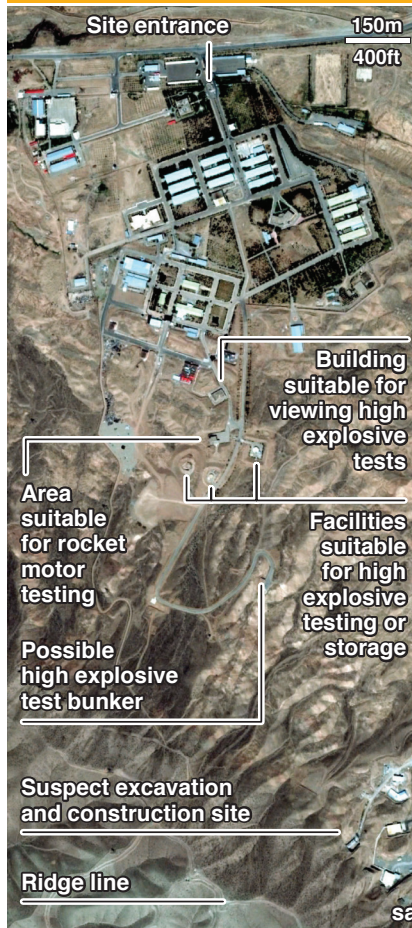 Site entrance
150m
400ft
Building
suitable for
viewing high
explosive
tests
Area
suitable
for rocket
motor
testing
Facilities
suitable
for high
explosive
testing or
storage
Possible
high explosive
test bunker
Suspect excavation
and construction site
Ridge line